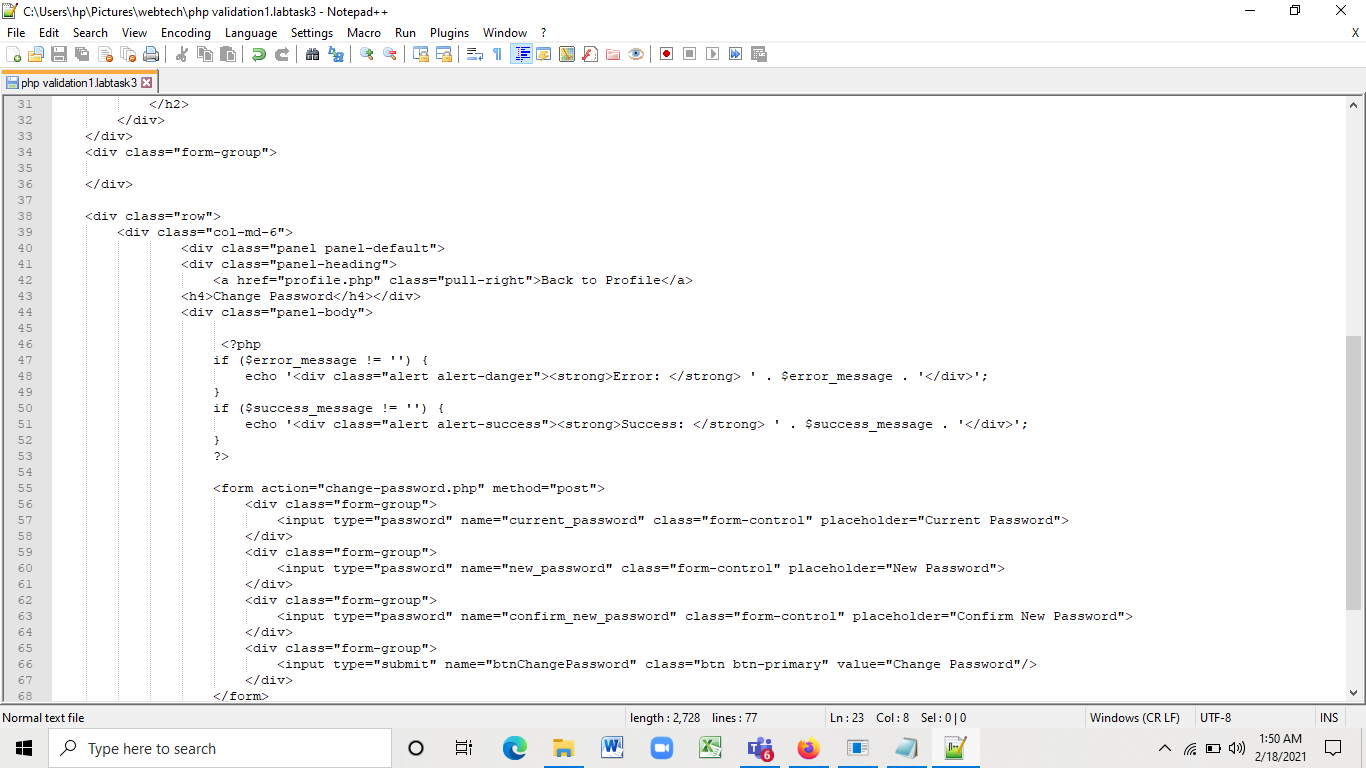 C:\Users\hp\Pictures\webtech\php validation1.labtask3 - Notepad++
File Edit Search View Encoding Language Settings Macro Run Plugins Window ? X
php validation1.labtask3
31 </h2>
32 </div>
33 </div>
34 <div class="form-group">
35
36 </div>
37
38 <div class="row">
39 <div class="col-md-6">
40 <div class="panel panel-default">
41 <div class="panel-heading">
42 <a href="profile.php" class="pull-right">Back to Profile</a>
43 <h4>Change Password</h4></div>
44 <div class="panel-body">
45
46 <?php
47 if ($error_message != '') {
48 echo '<div class="alert alert-danger"><strong>Error: </strong> ' . $error_message . '</div>';
49 }
50 if ($success_message != '') {
51 echo '<div class="alert alert-success"><strong>Success: </strong> ' . $success_message . '</div>';
52 }
53 ?>
54
55 <form action="change-password.php" method="post">
56 <div class="form-group">
57 <input type="password" name="current_password" class="form-control" placeholder="Current Password">
58 </div>
59 <div class="form-group">
60 <input type="password" name="new_password" class="form-control" placeholder="New Password">
61 </div>
62 <div class="form-group">
63 <input type="password" name="confirm_new_password" class="form-control" placeholder="Confirm New Password">
64 </div>
65 <div class="form-group">
66 <input type="submit" name="btnChangePassword" class="btn btn-primary" value="Change Password"/>
67 </div>
68 </form>
Normal text file length : 2,728 lines : 77 Ln : 23 Col : 8 Sel : 0 | 0 Windows (CR LF) UTF-8 INS
Type here to search
6
1:50 AM
2/18/2021